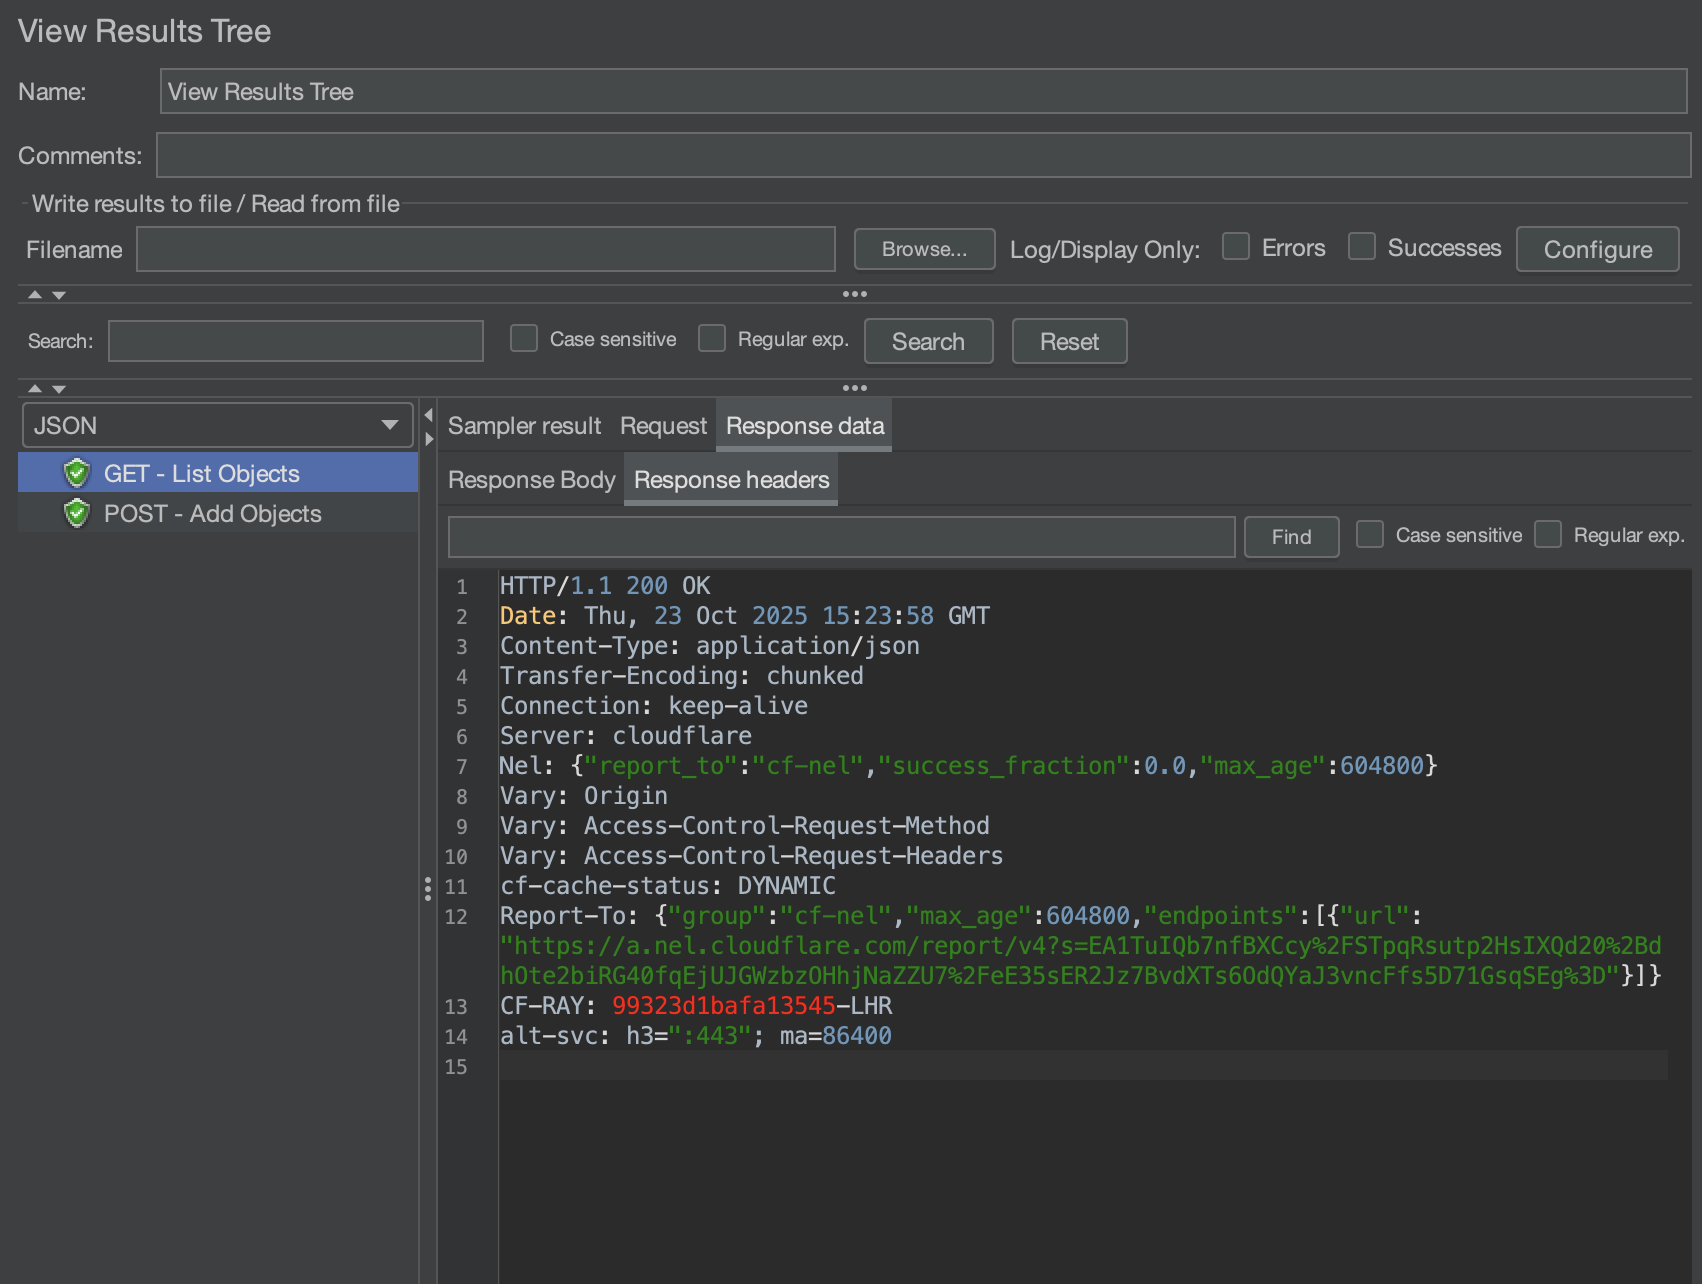 View Results Tree
Name: View Results Tree
Comments:
Write results to file / Read from file
Filename Browse... Log/Display Only: Errors Successes Configure
Search: Case sensitive Regular exp. Search Reset
JSON
GET - List Objects
POST - Add Objects
Sampler result Request Response data
Response Body Response headers
Find Case sensitive Regular exp.
1 HTTP/1.1 200 OK
2 Date: Thu, 23 Oct 2025 15:23:58 GMT
3 Content-Type: application/json
4 Transfer-Encoding: chunked
5 Connection: keep-alive
6 Server: cloudflare
7 Nel: {"report_to":"cf-nel","success_fraction":0.0,"max_age":604800}
8 Vary: Origin
9 Vary: Access-Control-Request-Method
10 Vary: Access-Control-Request-Headers
11 cf-cache-status: DYNAMIC
12 Report-To: {"group":"cf-nel","max_age":604800,"endpoints":[{"url":
"https://a.nel.cloudflare.com/report/v4?s=EA1TuIQb7nfBXCcy%2FSTpqRsutp2HsIXQd20%2Bd
hOte2biRG40fqEjUJGWzbzOHhjNaZZU7%2FeE35sER2Jz7BvdXTs6OdQYaJ3vncFfs5D71GsqSEg%3D"}]}
13 CF-RAY: 99323d1bafa13545-LHR
14 alt-svc: h3=":443"; ma=86400
15